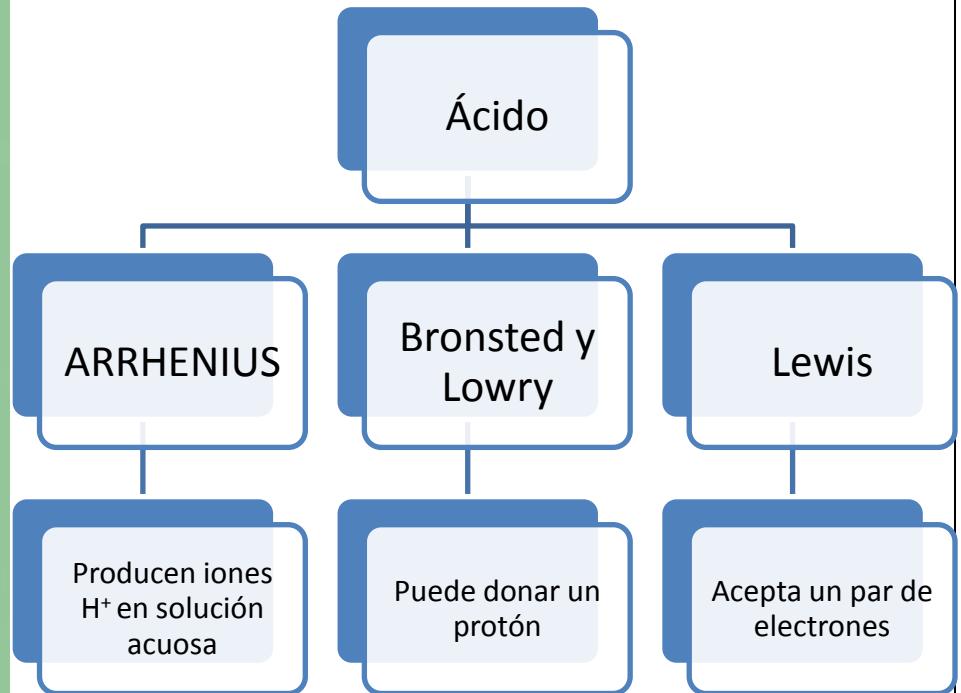 Ácido
ARRHENIUS
Bronsted y
Lowry
Lewis
Producen iones
H⁺ en solución
acuosa
Puede donar un
protón
Acepta un par de
electrones